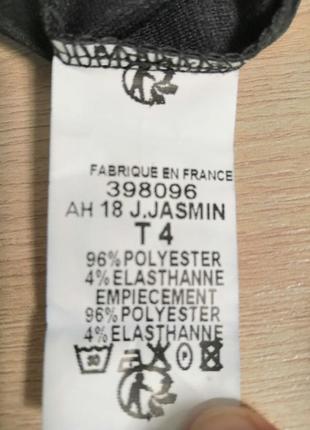 FABRIQUE EN FRANCE
398096
AH 18 J.JASMIN
T 4
96% POLYESTER
4% ELASTHANNE
EMPIECEMENT
96% POLYESTER
4% ELASTHANNE